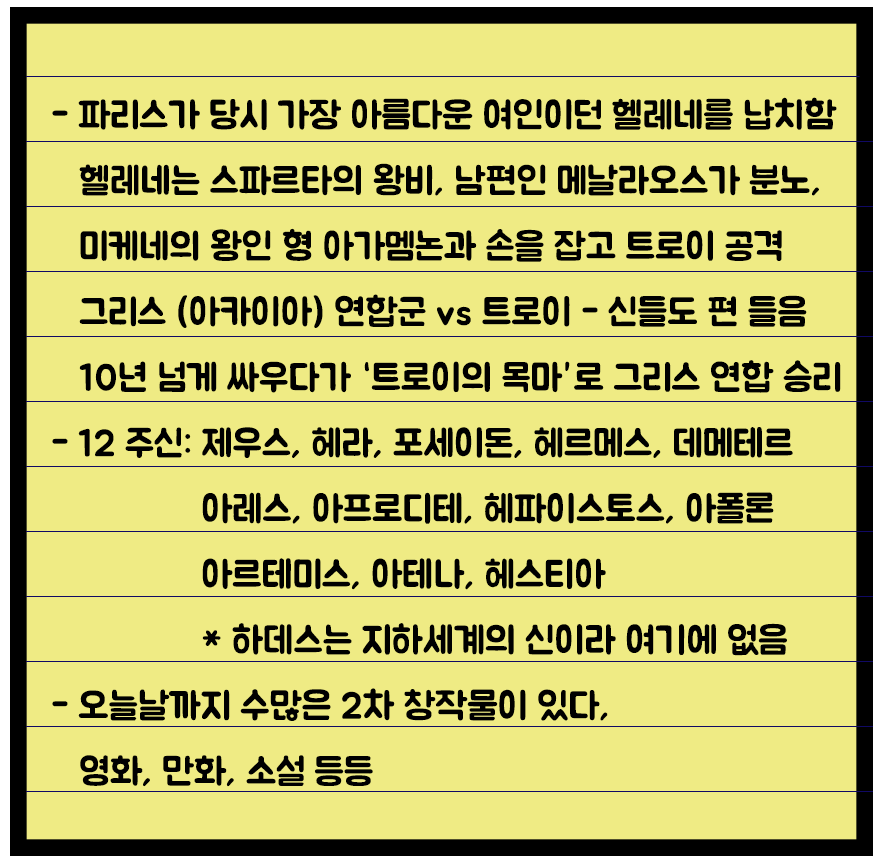 - 파리스가 당시 가장 아름다운 여인이던 헬레네를 납치함
헬레네는 스파르타의 왕비, 남편인 메날라오스가 분노,
미케네의 왕인 형 아가멤논과 손을 잡고 트로이 공격
그리스 (아카이아) 연합군 vs 트로이 - 신들도 편 들음
10년 넘게 싸우다가 '트로이의 목마'로 그리스 연합 승리
- 12 주신: 제우스, 헤라, 포세이돈, 헤르메스, 데메테르
아레스, 아프로디테, 헤파이스토스, 아폴론
아르테미스, 아테나, 헤스티아
* 하데스는 지하세계의 신이라 여기에 없음
- 오늘날까지 수많은 2차 창작물이 있다,
영화, 만화, 소설 등등